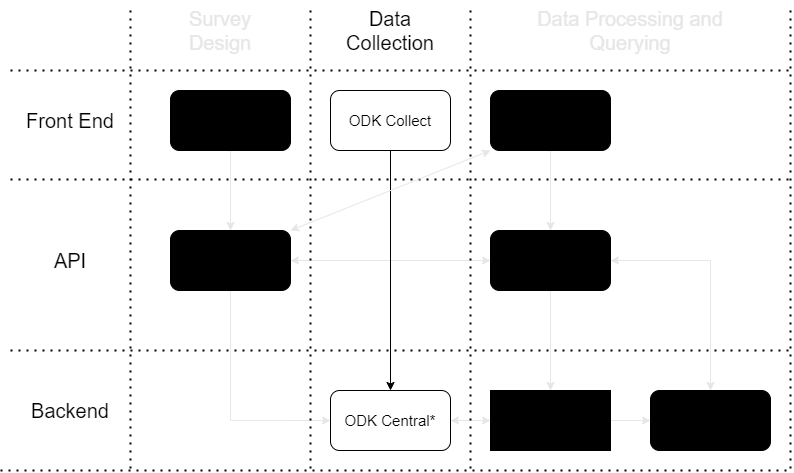 Survey
Design
Data
Collection
Data Processing and
Querying
Front End
ODK Collect
API
Backend
ODK Central*